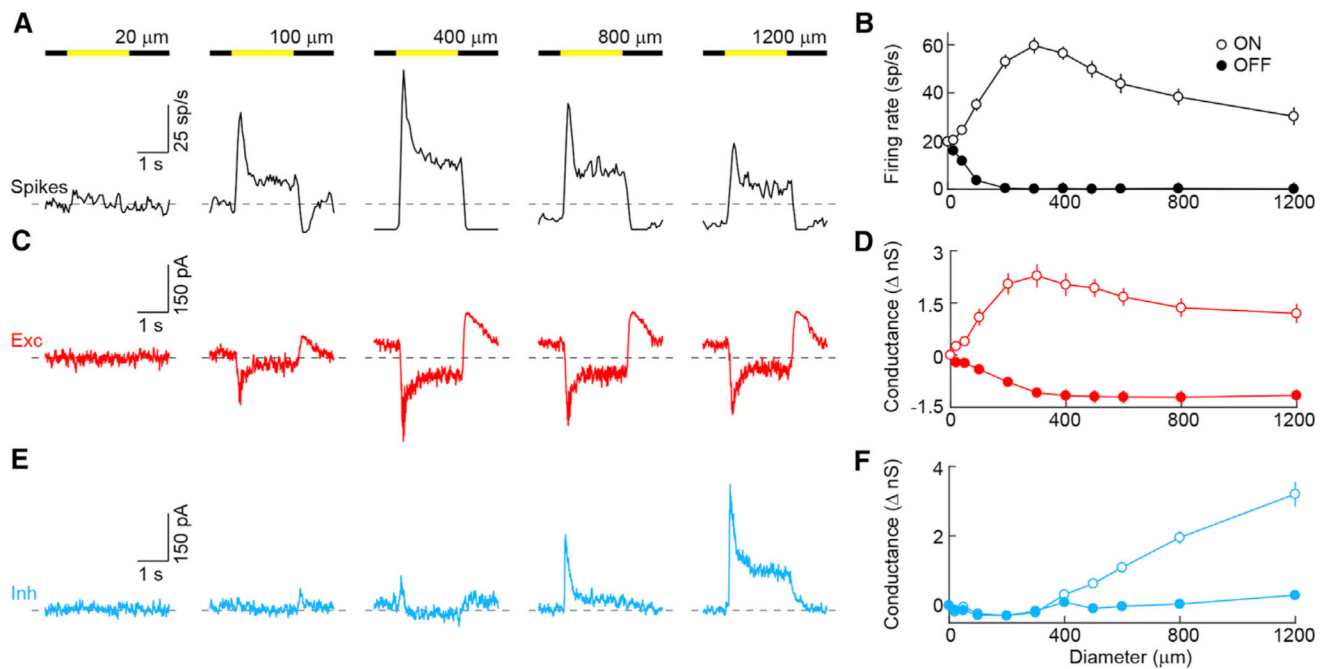 A
20 µm
100 µm
400 µm
800 µm
1200 µm
25 sp/s
1 s
Spikes
B
Firing rate (sp/s)
60
40
20
0
ON
OFF
0
400
800
1200
C
150 pA
1 s
Exc
D
Conductance (Δ nS)
3
1.5
0
-1.5
0
400
800
1200
E
150 pA
1 s
Inh
F
Conductance (Δ nS)
4
2
0
0
400
800
1200
Diameter (µm)